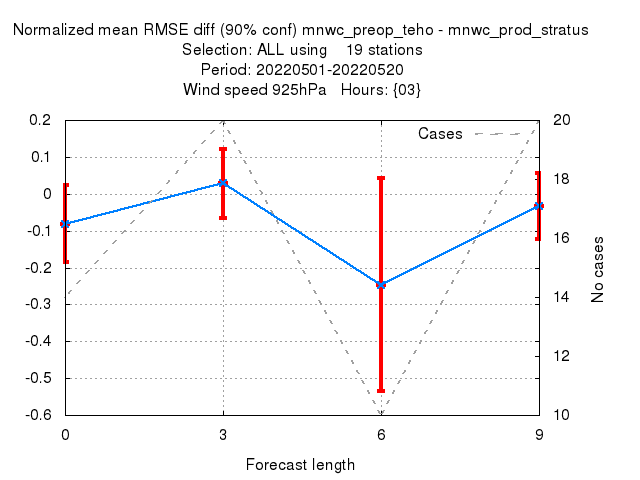 Normalized mean RMSE diff (90% conf) mnwc_preop_teho - mnwc_prod_stratus
Selection: ALL using 19 stations
Period: 20220501-20220520
Wind speed 925hPa Hours: {03}
Cases
0.2
0.1
0
-0.1
-0.2
-0.3
-0.4
-0.5
-0.6
20
18
16
14
12
10
No cases
0 3 6 9
Forecast length